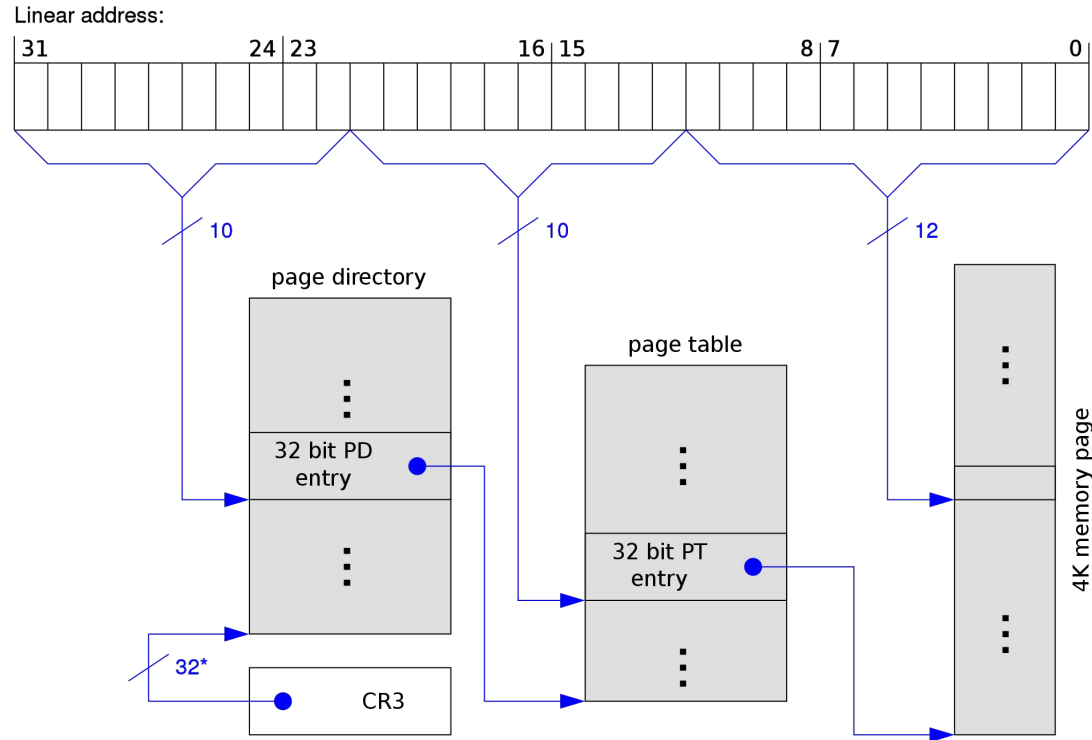 Linear address:
31 24 23 16 15 8 7 0
10 10 12
page directory
page table
32 bit PD
entry
32 bit PT
entry
4K memory page
32*
CR3